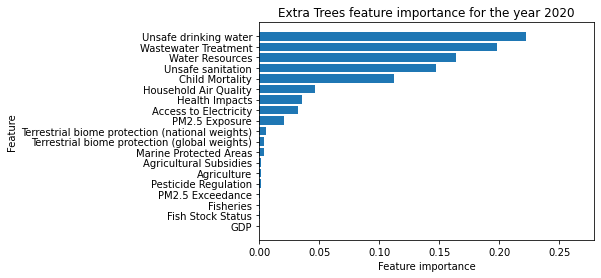 Extra Trees feature importance for the year 2020
Feature
Unsafe drinking water
Wastewater Treatment
Water Resources
Unsafe sanitation
Child Mortality
Household Air Quality
Health Impacts
Access to Electricity
PM2.5 Exposure
Terrestrial biome protection (national weights)
Terrestrial biome protection (global weights)
Marine Protected Areas
Agricultural Subsidies
Agriculture
Pesticide Regulation
PM2.5 Exceedance
Fisheries
Fish Stock Status
GDP
0.00 0.05 0.10 0.15 0.20 0.25
Feature importance